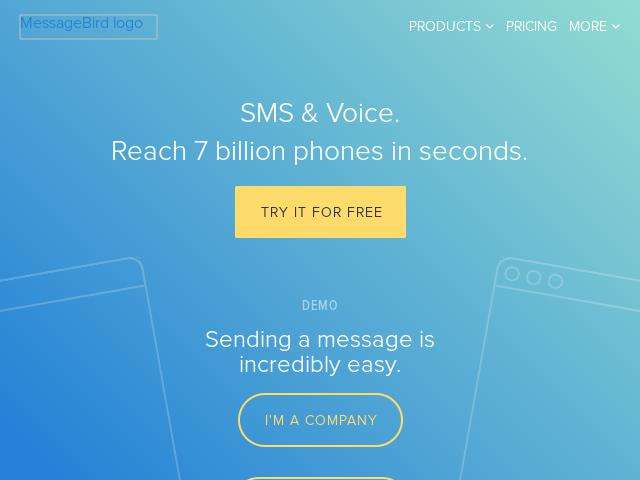 MessageBird logo
PRODUCTS PRICING MORE
SMS & Voice.
Reach 7 billion phones in seconds.
TRY IT FOR FREE
DEMO
Sending a message is
incredibly easy.
I'M A COMPANY